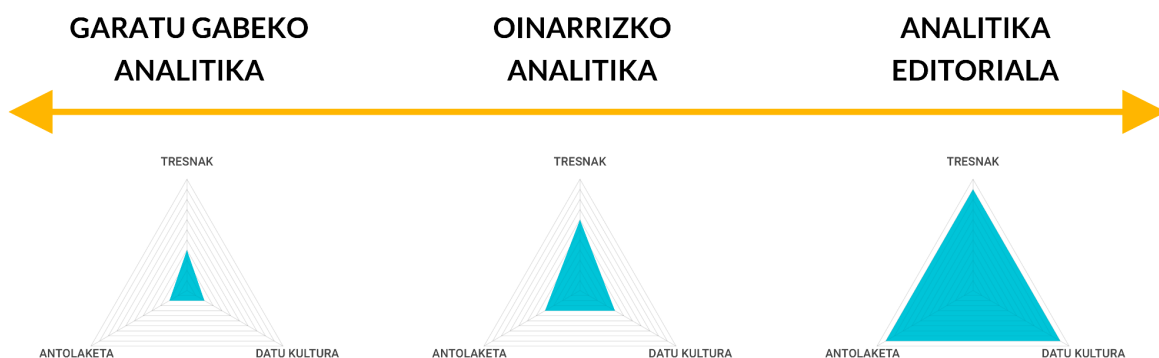 GARATU GABEKO
ANALITIKA
OINARRIZKO
ANALITIKA
ANALITIKA
EDITORIALA
TRESNAK
ANTOLAKETA
DATU KULTURA
TRESNAK
ANTOLAKETA
DATU KULTURA
TRESNAK
ANTOLAKETA
DATU KULTURA